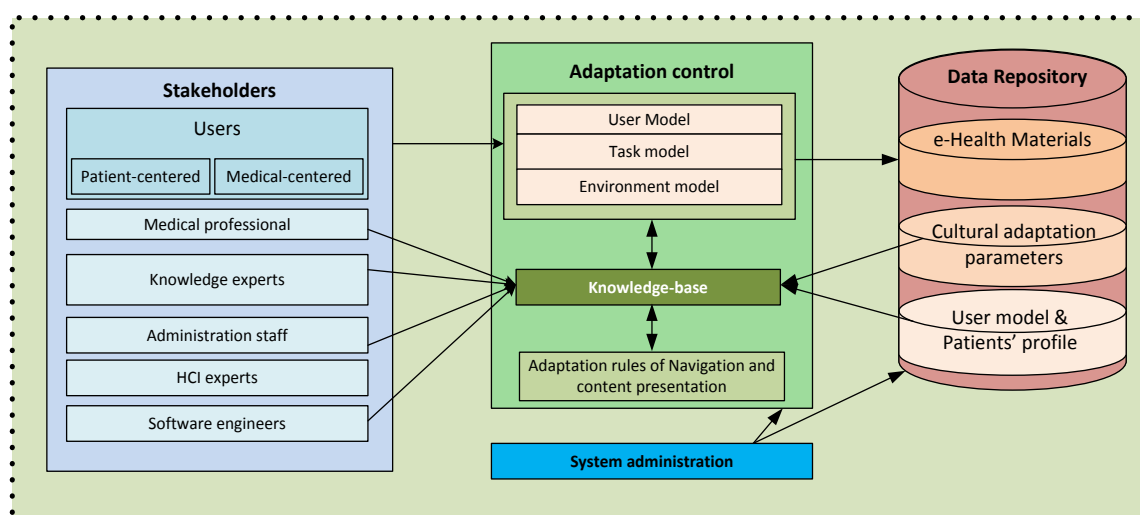 Stakeholders
Users
Patient-centered
Medical-centered
Medical professional
Knowledge experts
Administration staff
HCI experts
Software engineers
Adaptation control
User Model
Task model
Environment model
Knowledge-base
Adaptation rules of Navigation and
content presentation
System administration
Data Repository
e-Health Materials
Cultural adaptation
parameters
User model &
Patients’ profile